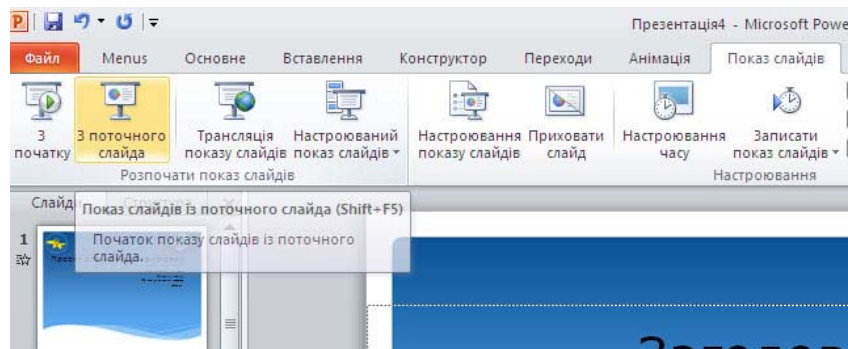 Презентація4 - Microsoft Powe
Файл Menus Основне Вставлення Конструктор Переходи Анімація Показ слайдів
З початку
З поточного слайда
Трансляція показу слайдів
Настроюваний показ слайдів
Настроювання показу слайдів
Приховати слайд
Настроювання часу
Записати показ слайдів
Розпочати показ слайдів
Настроювання
Слайд
Показ слайдів із поточного слайда (Shift+F5)
Початок показу слайдів із поточного
слайда.
1
Заголов